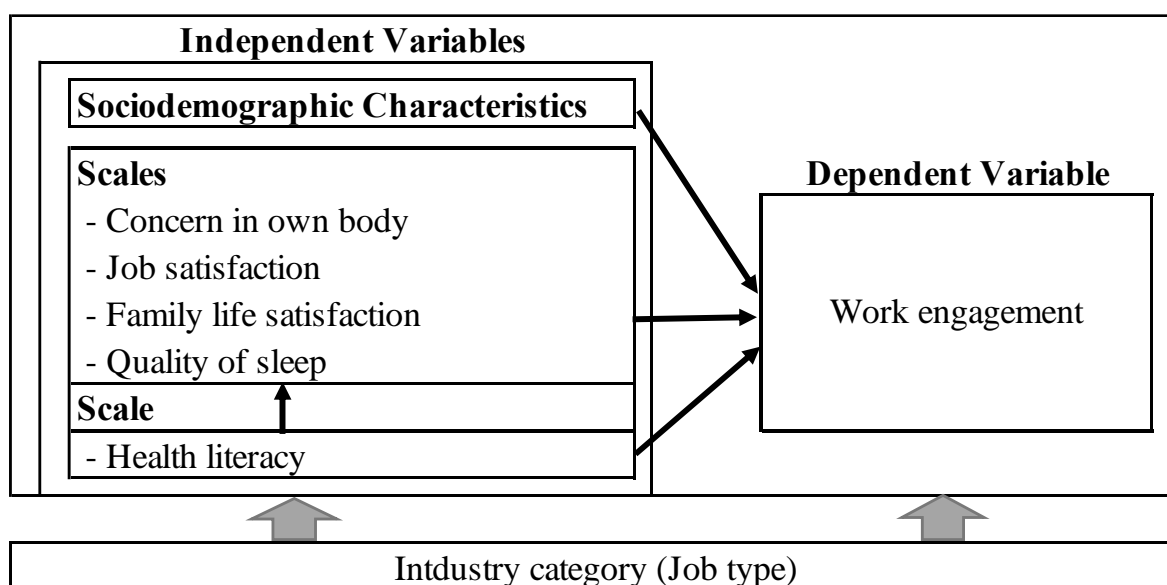 Independent Variables
Sociodemographic Characteristics
Scales
- Concern in own body
- Job satisfaction
- Family life satisfaction
- Quality of sleep
Scale
- Health literacy
Dependent Variable
Work engagement
Intdustry category (Job type)